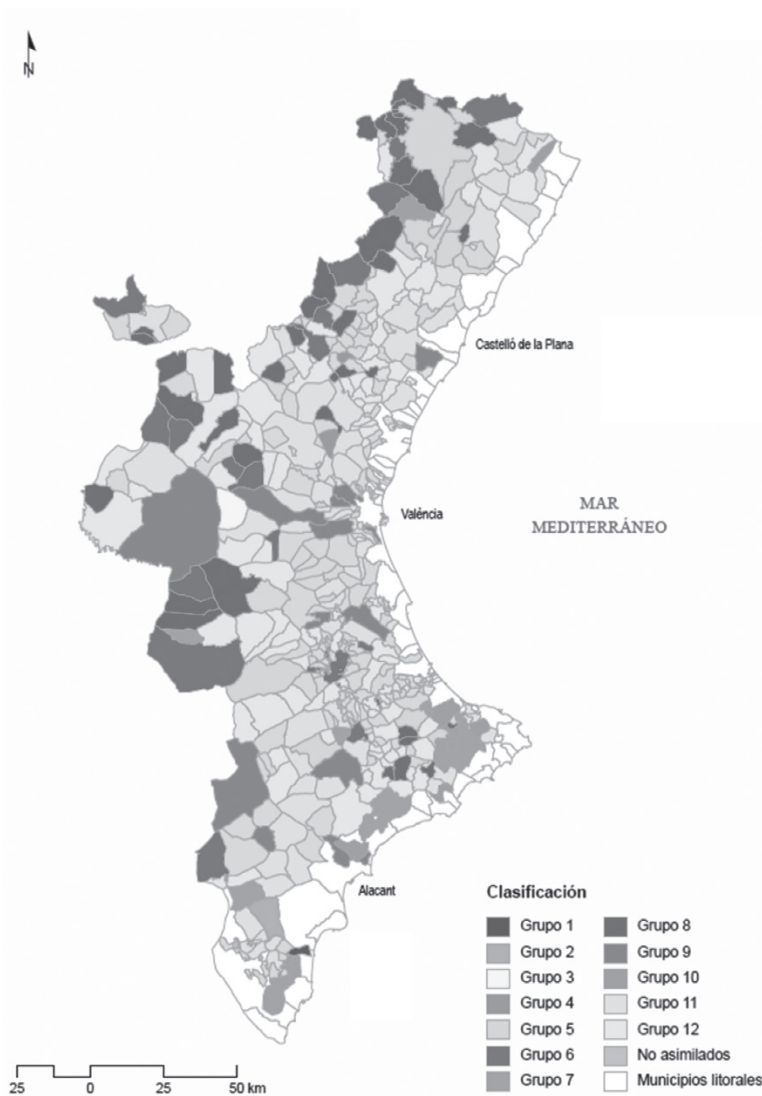 N
Castelló de la Plana
València
MAR
MEDITERRÁNEO
Alacant
Clasificación
Grupo 1
Grupo 2
Grupo 3
Grupo 4
Grupo 5
Grupo 6
Grupo 7
Grupo 8
Grupo 9
Grupo 10
Grupo 11
Grupo 12
No asimilados
Municipios litorales
25 0 25 50 km